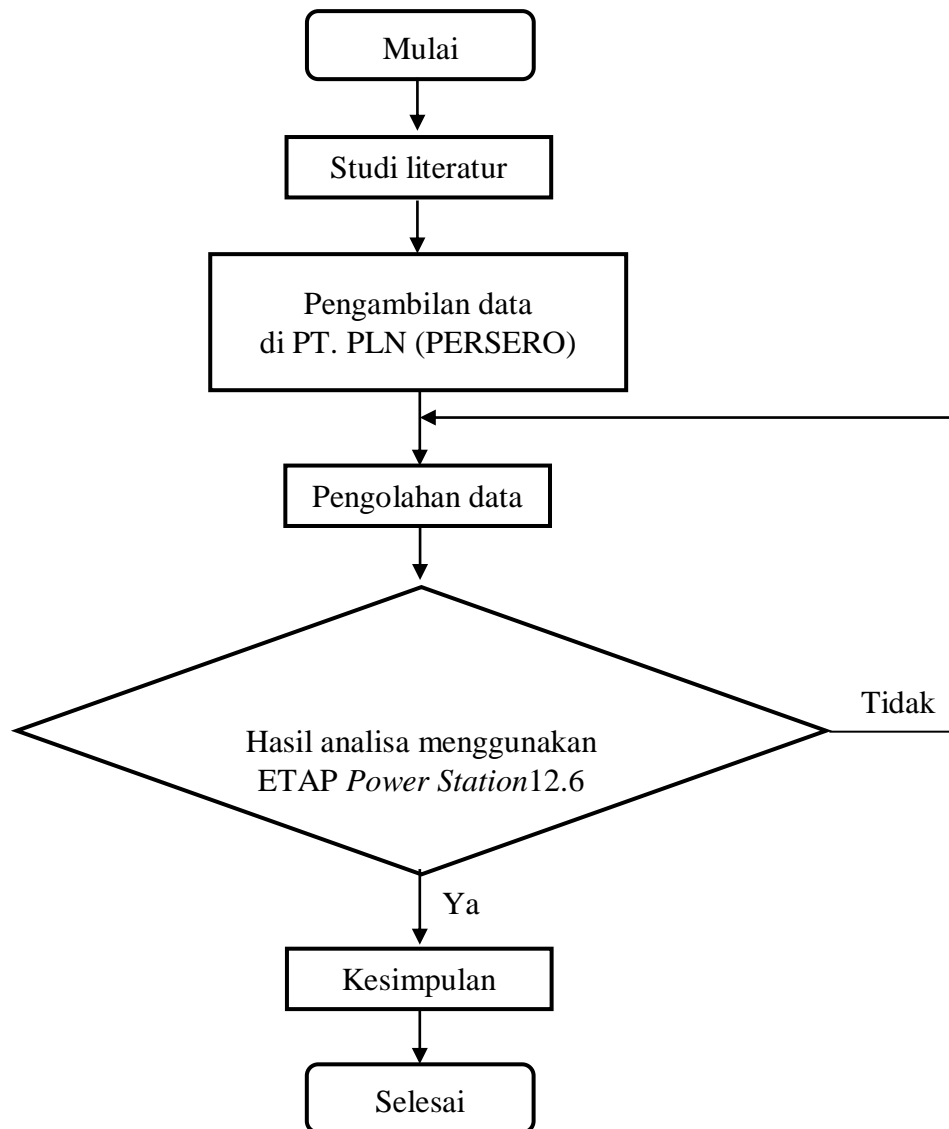 Mulai
Studi literatur
Pengambilan data
di PT. PLN (PERSERO)
Pengolahan data
Tidak
Hasil analisa menggunakan
ETAP Power Station12.6
Ya
Kesimpulan
Selesai